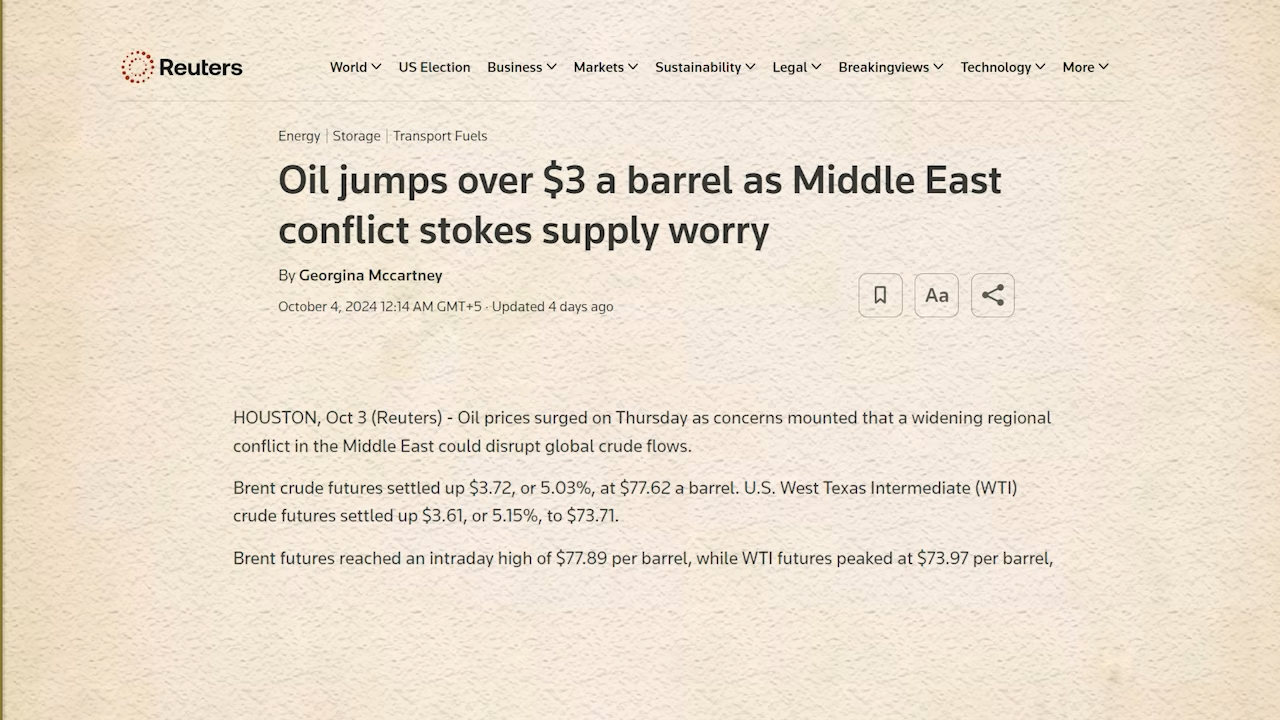 Reuters
World US Election Business Markets Sustainability Legal Breakingviews Technology More
Energy | Storage | Transport Fuels
Oil jumps over $3 a barrel as Middle East
conflict stokes supply worry
By Georgina Mccartney
October 4, 2024 12:14 AM GMT+5 · Updated 4 days ago
Aa
HOUSTON, Oct 3 (Reuters) - Oil prices surged on Thursday as concerns mounted that a widening regional
conflict in the Middle East could disrupt global crude flows.
Brent crude futures settled up $3.72, or 5.03%, at $77.62 a barrel. U.S. West Texas Intermediate (WTI)
crude futures settled up $3.61, or 5.15%, to $73.71.
Brent futures reached an intraday high of $77.89 per barrel, while WTI futures peaked at $73.97 per barrel,